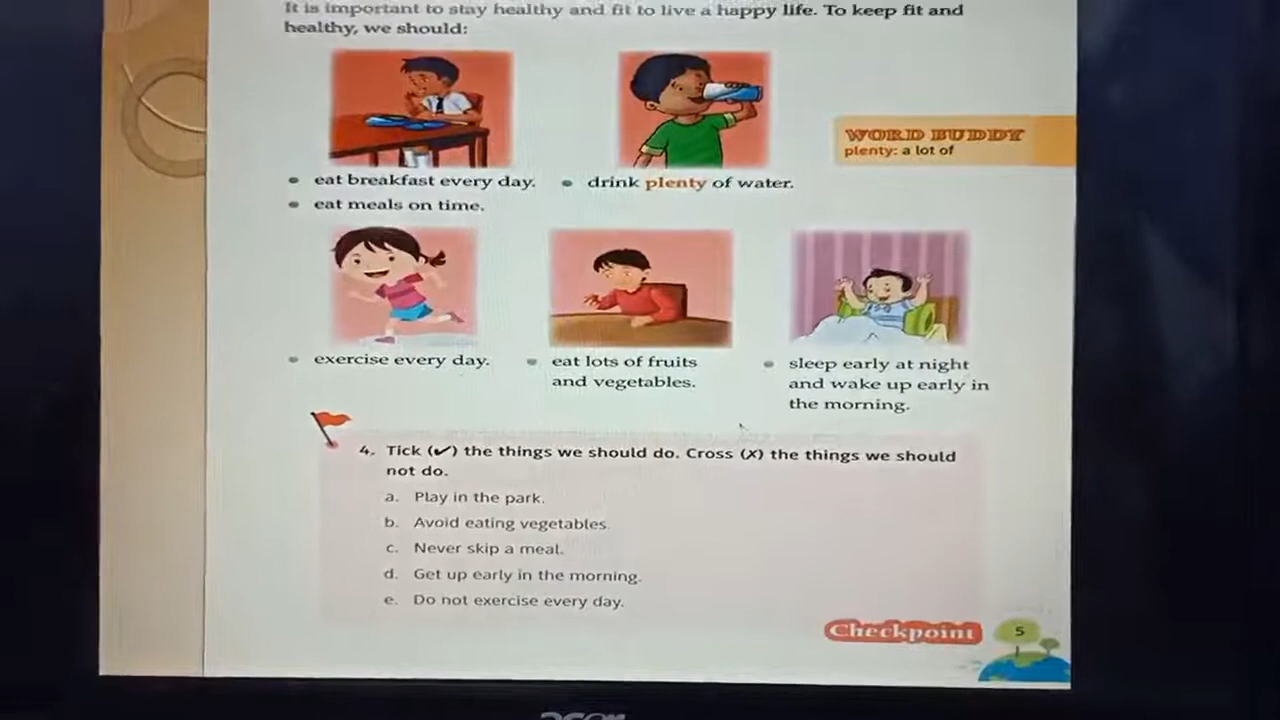 It is important to stay healthy and fit to live a happy life. To keep fit and
healthy, we should:
WORD BUDDY
plenty: a lot of
• eat breakfast every day.
• drink plenty of water.
• eat meals on time.
• exercise every day.
• eat lots of fruits
and vegetables.
• sleep early at night
and wake up early in
the morning.
4. Tick (✔) the things we should do. Cross (✗) the things we should
not do.
a. Play in the park.
b. Avoid eating vegetables.
c. Never skip a meal.
d. Get up early in the morning.
e. Do not exercise every day.
Checkpoint
5